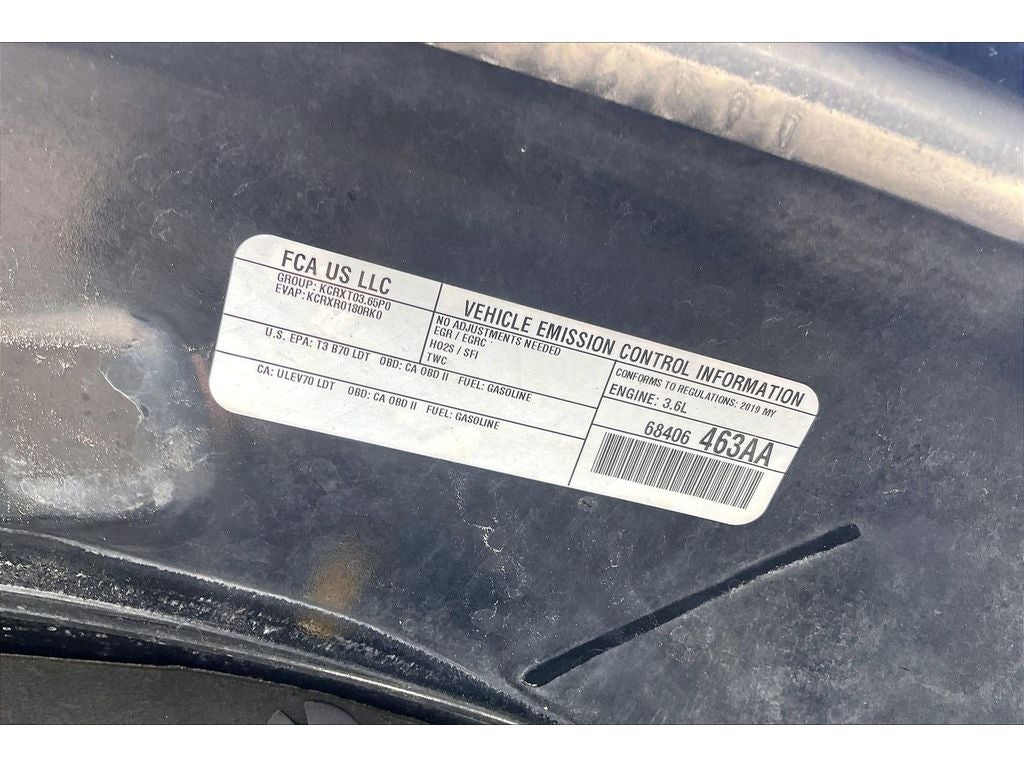 FCA US LLC
GROUP: KCRXT03.65P0
EVAP: KCRXR0180RK0
VEHICLE EMISSION CONTROL INFORMATION
NO ADJUSTMENTS NEEDED
EGR / EGRC
HO2S / SFI
TWC
CONFORMS TO REGULATIONS: 2019 MY
ENGINE: 3.6L
U.S. EPA: T3 B70 LDT OBD: CA OBD II FUEL: GASOLINE
CA: ULEV70 LDT OBD: CA OBD II FUEL: GASOLINE
68406 463AA